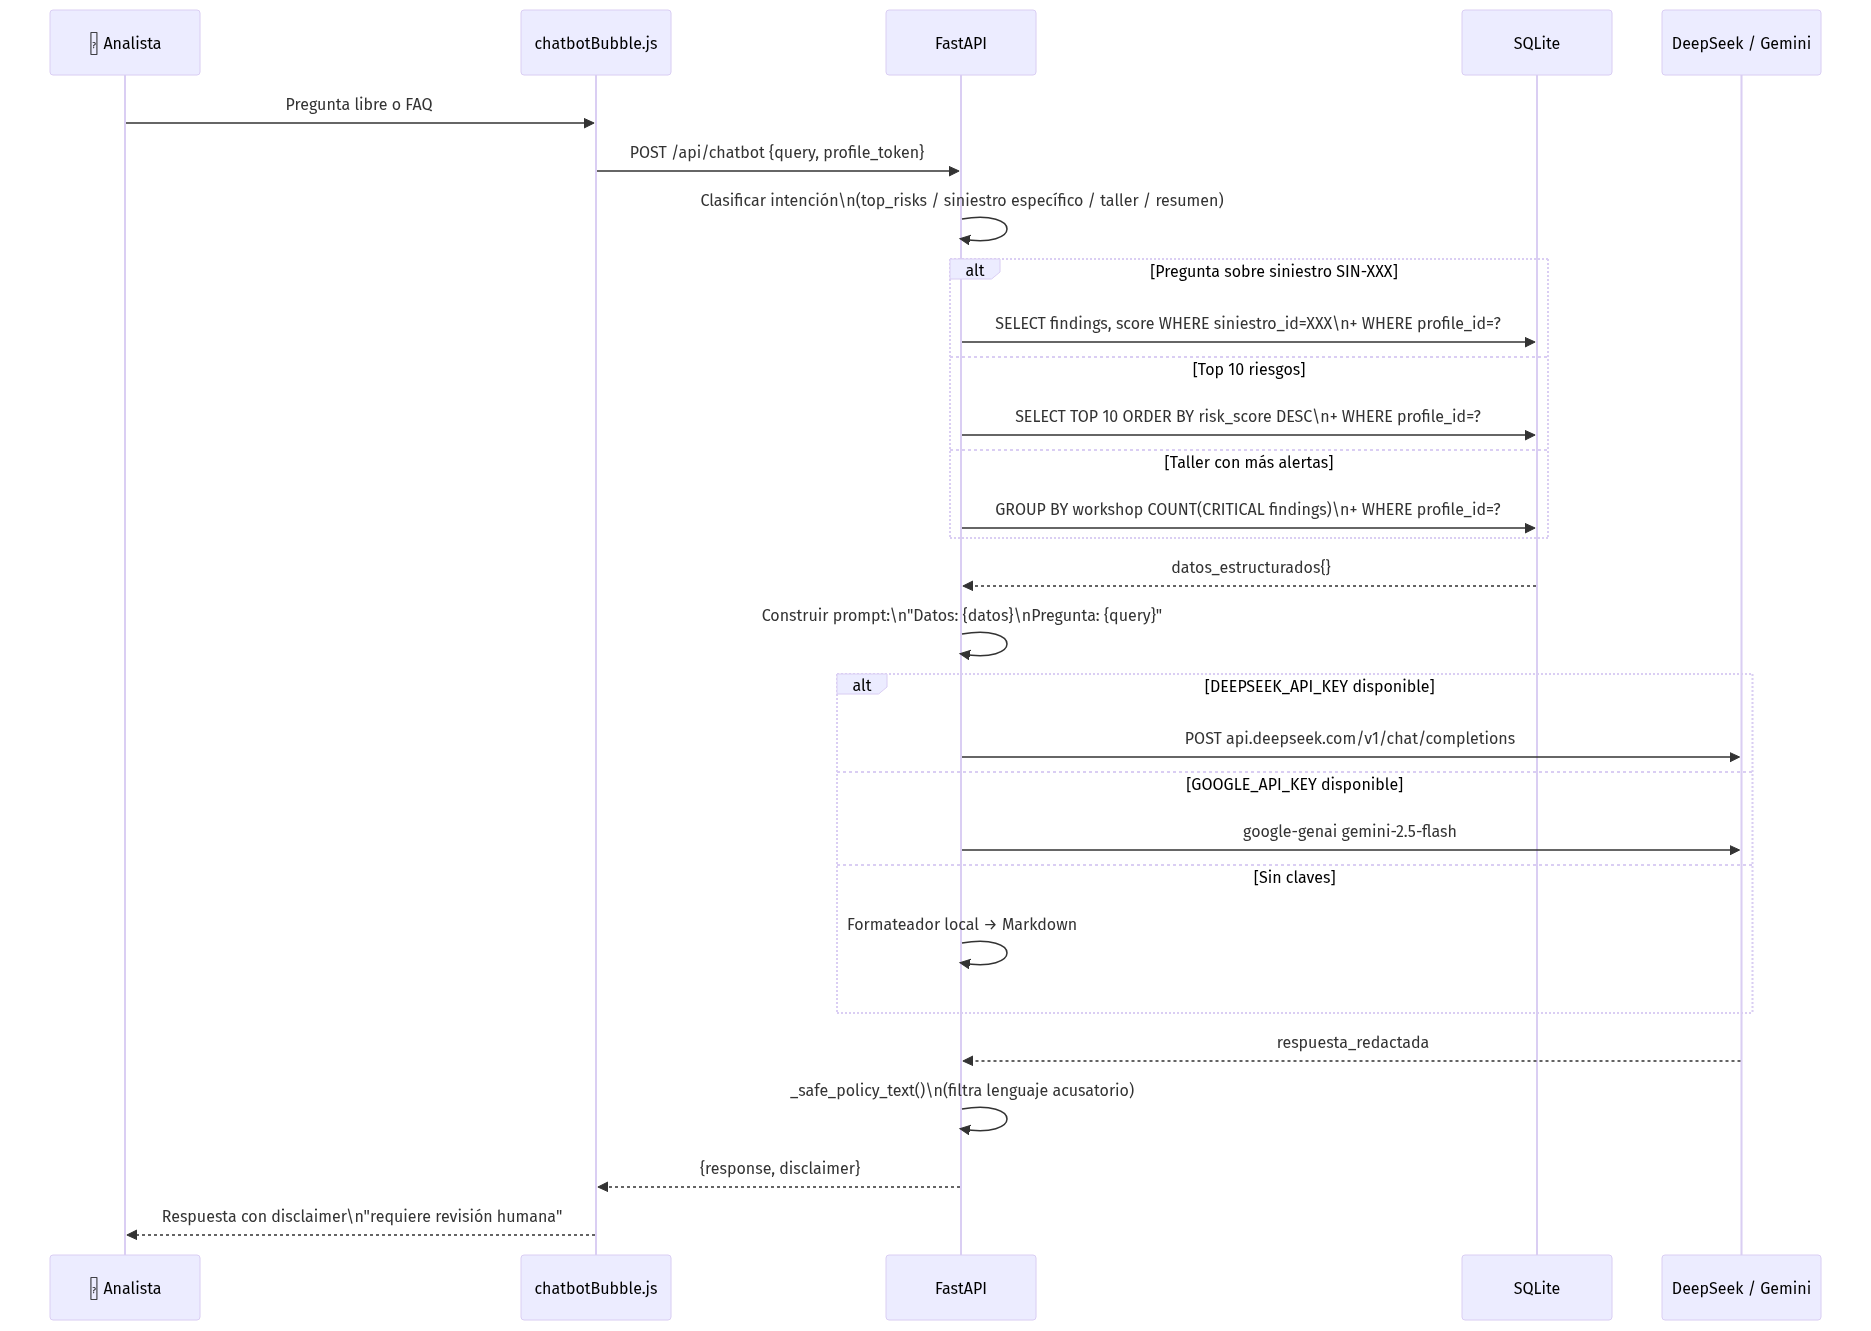 Analista
chatbotBubble.js
FastAPI
SQLite
DeepSeek / Gemini
Pregunta libre o FAQ
POST /api/chatbot {query, profile_token}
Clasificar intención\n(top_risks / siniestro específico / taller / resumen)
alt
[Pregunta sobre siniestro SIN-XXX]
SELECT findings, score WHERE siniestro_id=XXX\n+ WHERE profile_id=?
[Top 10 riesgos]
SELECT TOP 10 ORDER BY risk_score DESC\n+ WHERE profile_id=?
[Taller con más alertas]
GROUP BY workshop COUNT(CRITICAL findings)\n+ WHERE profile_id=?
datos_estructurados{}
Construir prompt:\n"Datos: {datos}\nPregunta: {query}"
alt
[DEEPSEEK_API_KEY disponible]
POST api.deepseek.com/v1/chat/completions
[GOOGLE_API_KEY disponible]
google-genai gemini-2.5-flash
[Sin claves]
Formateador local → Markdown
respuesta_redactada
_safe_policy_text()\n(filtra lenguaje acusatorio)
{response, disclaimer}
Respuesta con disclaimer\n"requiere revisión humana"
Analista
chatbotBubble.js
FastAPI
SQLite
DeepSeek / Gemini